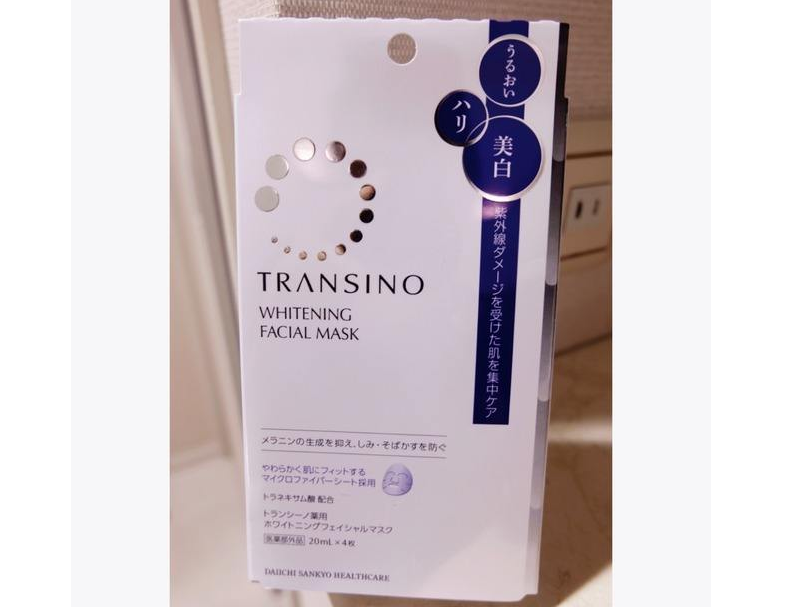 うるおい
ハリ
美白
紫外線ダメージを受けた肌を集中ケア
TRANSINO
WHITENING
FACIAL MASK
メラニンの生成を抑え、しみ・そばかすを防ぐ
やわらかく肌にフィットする
マイクロファイバーシート採用
トラネキサム酸 配合
トランシーノ薬用
ホワイトニングフェイシャルマスク
医薬部外品 20mL×4枚
DAIICHI SANKYO HEALTHCARE